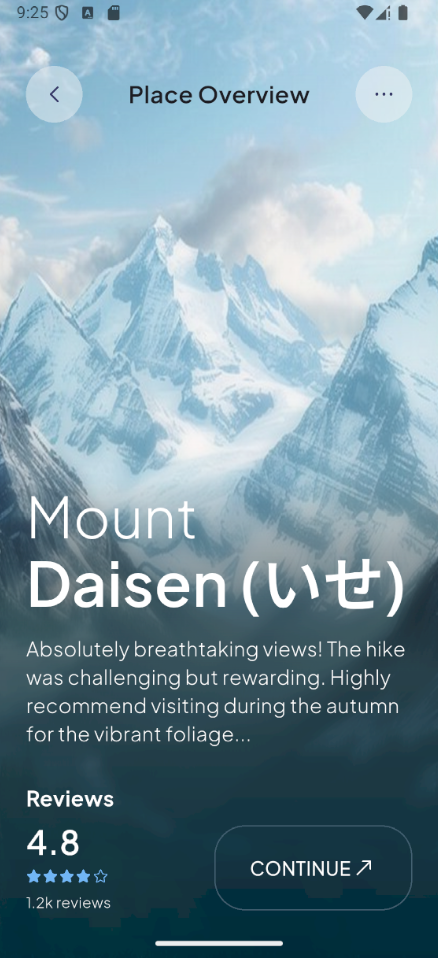 9:25
Place Overview
Mount
Daisen (いせ)
Absolutely breathtaking views! The hike
was challenging but rewarding. Highly
recommend visiting during the autumn
for the vibrant foliage...
Reviews
4.8
1.2k reviews
CONTINUE